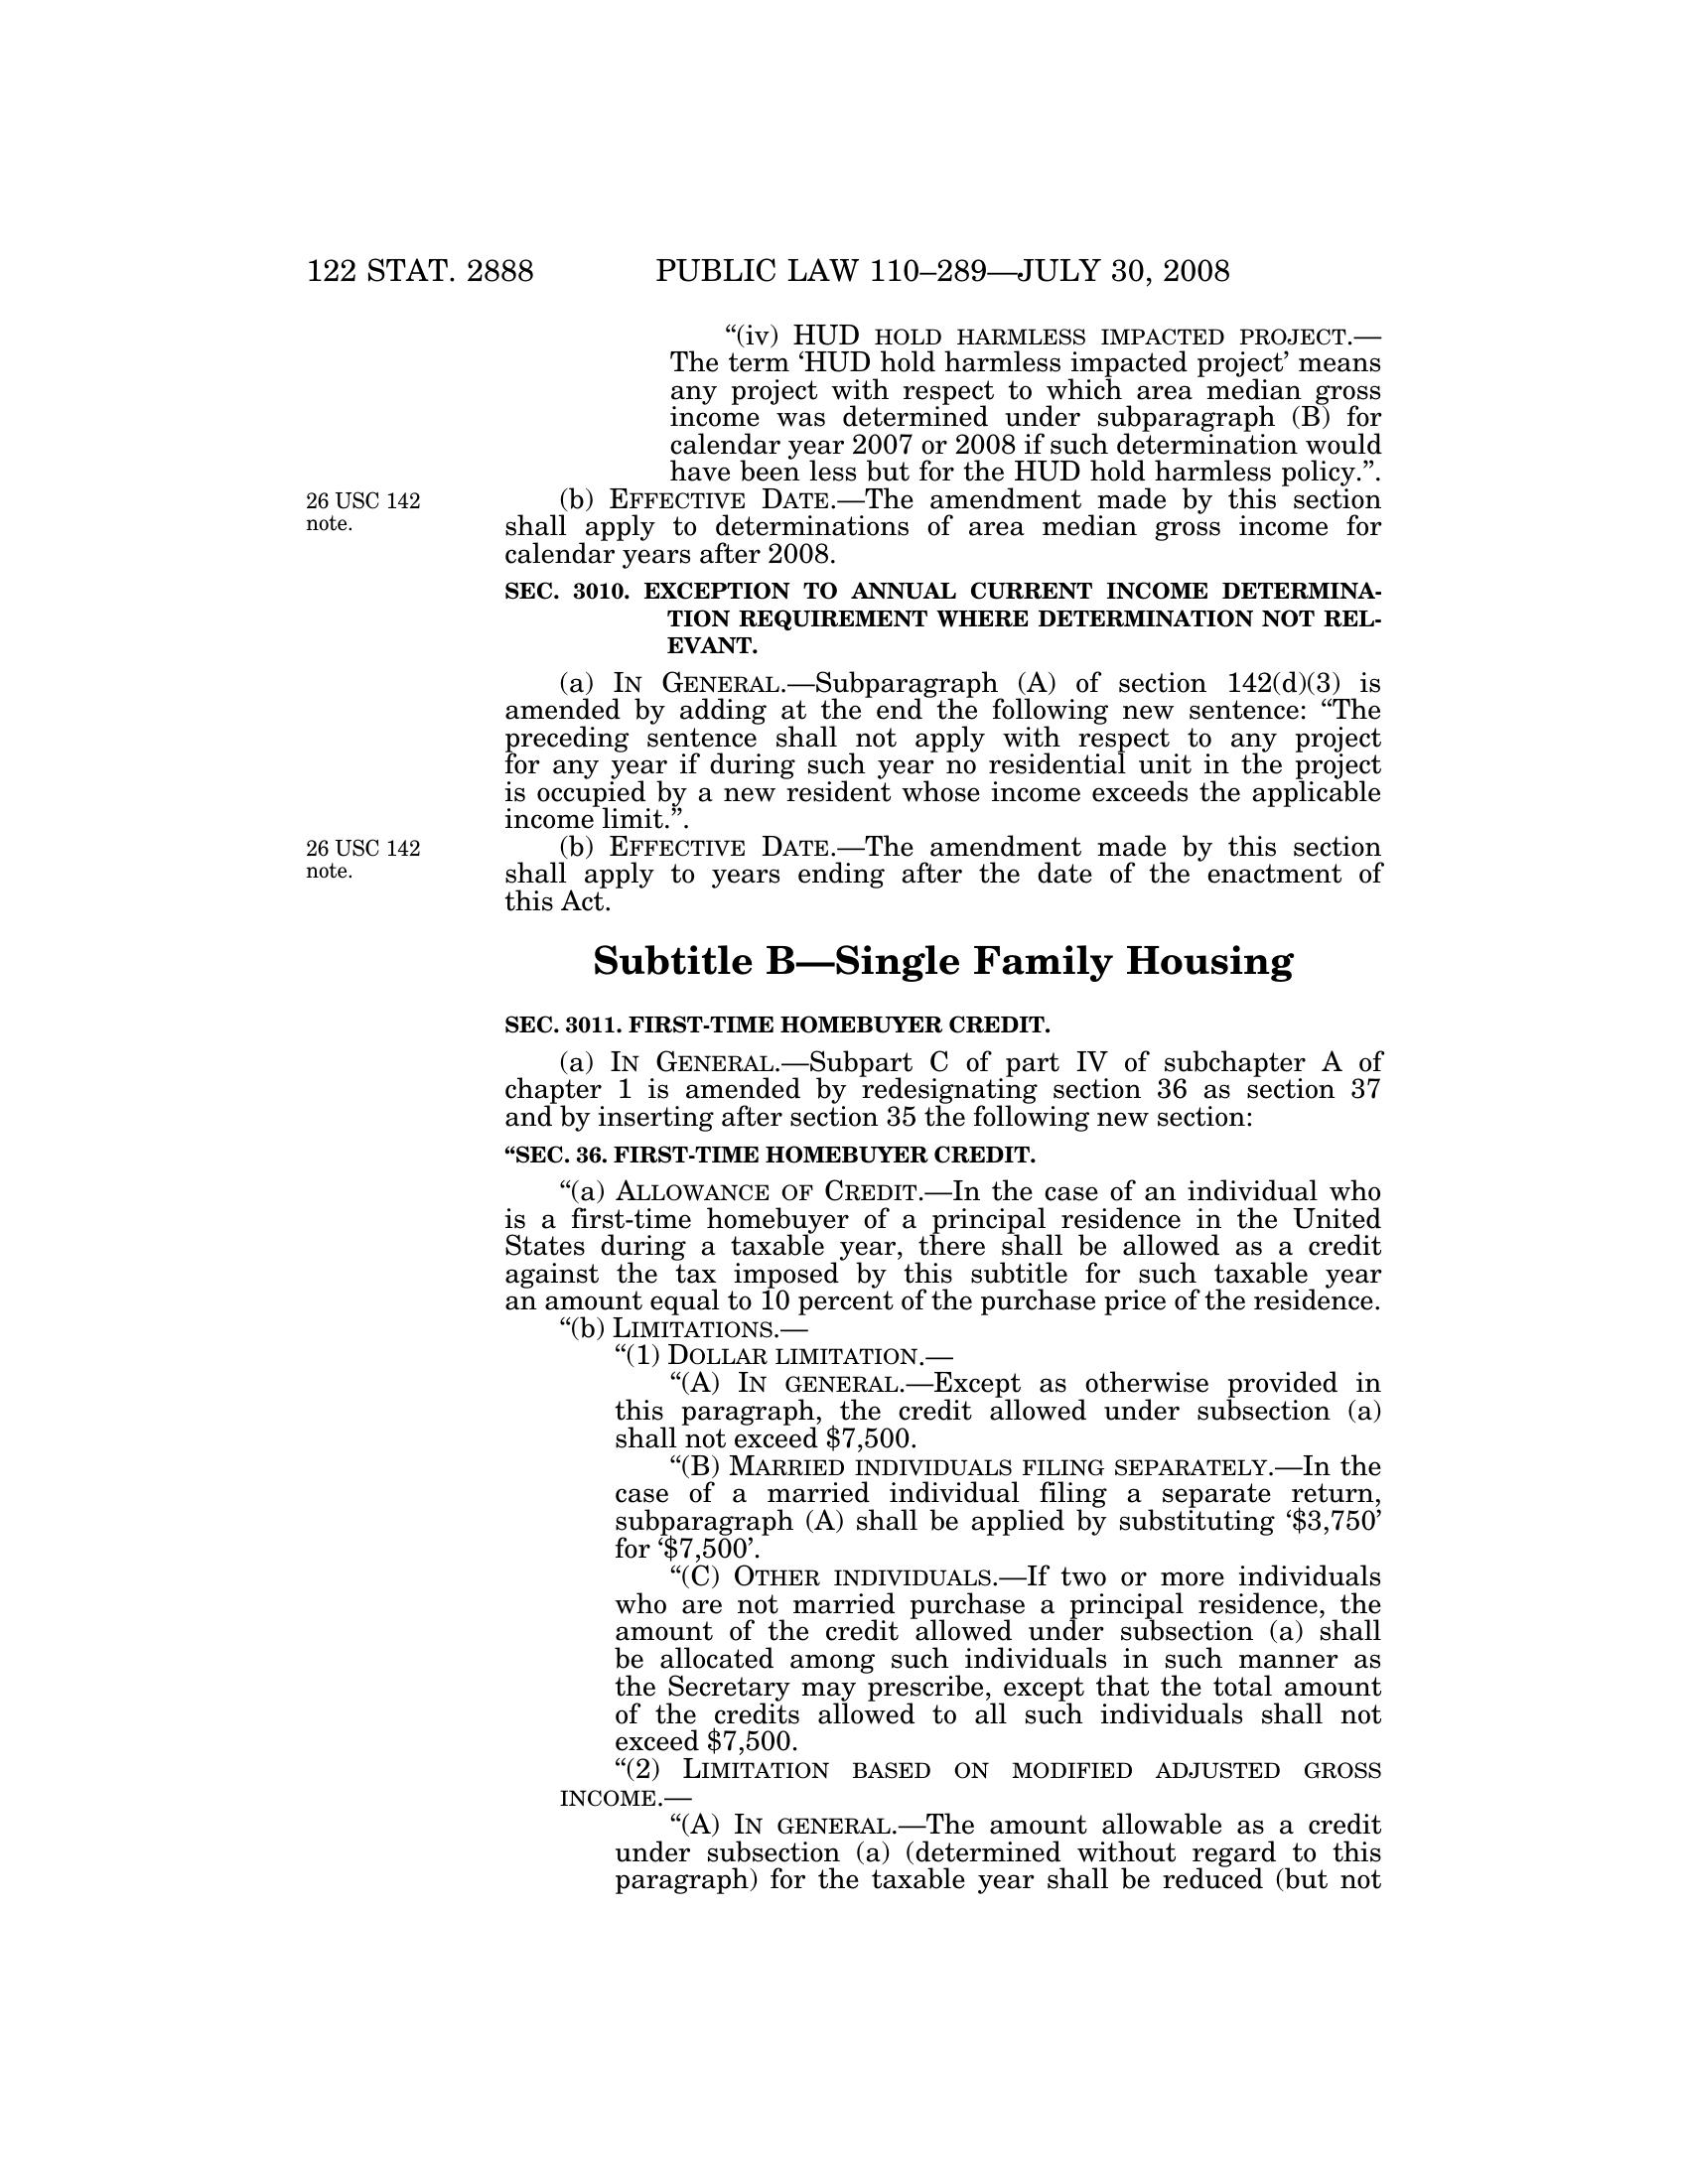 122 STAT. 2888 PUBLIC LAW 110–289—JULY 30, 2008
“(iv) HUD HOLD HARMLESS IMPACTED PROJECT.—
The term ‘HUD hold harmless impacted project’ means
any project with respect to which area median gross
income was determined under subparagraph (B) for
calendar year 2007 or 2008 if such determination would
have been less but for the HUD hold harmless policy.”.
26 USC 142
note.
(b) EFFECTIVE DATE.—The amendment made by this section
shall apply to determinations of area median gross income for
calendar years after 2008.
SEC. 3010. EXCEPTION TO ANNUAL CURRENT INCOME DETERMINA-
TION REQUIREMENT WHERE DETERMINATION NOT REL-
EVANT.
(a) IN GENERAL.—Subparagraph (A) of section 142(d)(3) is
amended by adding at the end the following new sentence: “The
preceding sentence shall not apply with respect to any project
for any year if during such year no residential unit in the project
is occupied by a new resident whose income exceeds the applicable
income limit.”.
26 USC 142
note.
(b) EFFECTIVE DATE.—The amendment made by this section
shall apply to years ending after the date of the enactment of
this Act.
Subtitle B—Single Family Housing
SEC. 3011. FIRST-TIME HOMEBUYER CREDIT.
(a) IN GENERAL.—Subpart C of part IV of subchapter A of
chapter 1 is amended by redesignating section 36 as section 37
and by inserting after section 35 the following new section:
“SEC. 36. FIRST-TIME HOMEBUYER CREDIT.
“(a) ALLOWANCE OF CREDIT.—In the case of an individual who
is a first-time homebuyer of a principal residence in the United
States during a taxable year, there shall be allowed as a credit
against the tax imposed by this subtitle for such taxable year
an amount equal to 10 percent of the purchase price of the residence.
“(b) LIMITATIONS.—
“(1) DOLLAR LIMITATION.—
“(A) IN GENERAL.—Except as otherwise provided in
this paragraph, the credit allowed under subsection (a)
shall not exceed $7,500.
“(B) MARRIED INDIVIDUALS FILING SEPARATELY.—In the
case of a married individual filing a separate return,
subparagraph (A) shall be applied by substituting ‘$3,750’
for ‘$7,500’.
“(C) OTHER INDIVIDUALS.—If two or more individuals
who are not married purchase a principal residence, the
amount of the credit allowed under subsection (a) shall
be allocated among such individuals in such manner as
the Secretary may prescribe, except that the total amount
of the credits allowed to all such individuals shall not
exceed $7,500.
“(2) LIMITATION BASED ON MODIFIED ADJUSTED GROSS
INCOME.—
“(A) IN GENERAL.—The amount allowable as a credit
under subsection (a) (determined without regard to this
paragraph) for the taxable year shall be reduced (but not